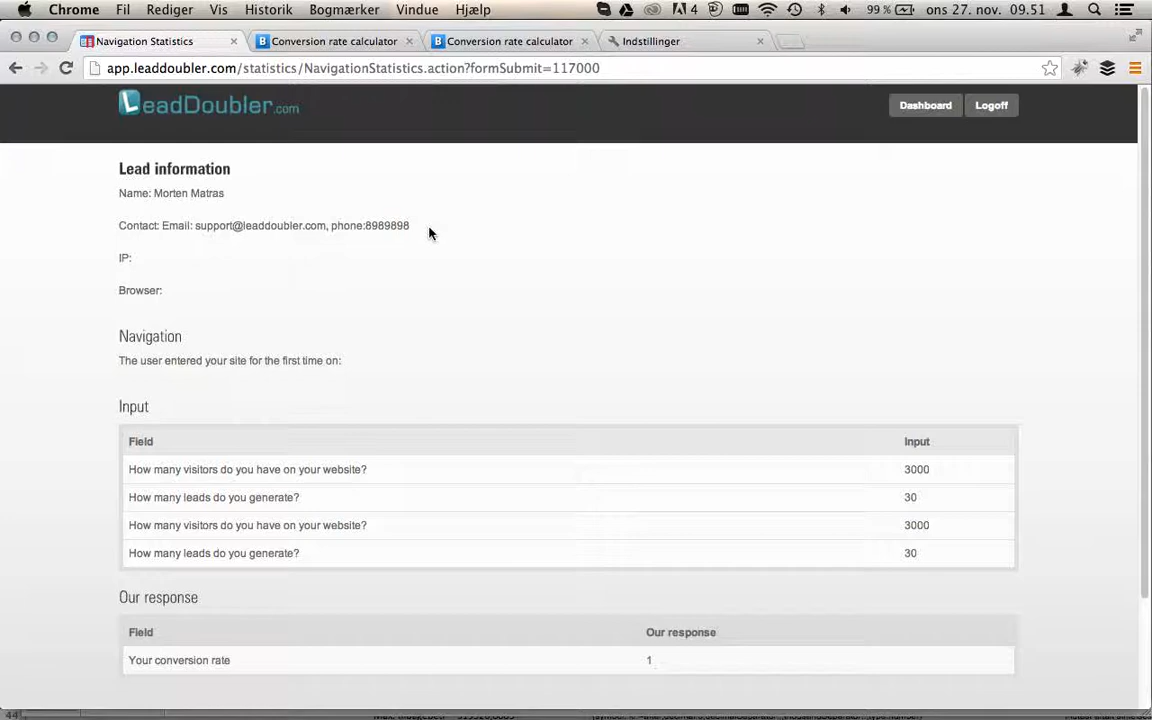 Chrome Fil Rediger Vis Historik Bogmærker Vindue Hjælp 4 99 % ons 27. nov. 09.51
Navigation Statistics Conversion rate calculator Conversion rate calculator Indstillinger
app.leaddoubler.com/statistics/NavigationStatistics.action?formSubmit=117000
LeadDoubler.com Dashboard Logoff
Lead information
Name: Morten Matras
Contact: Email: support@leaddoubler.com, phone:8989898
IP:
Browser:
Navigation
The user entered your site for the first time on:
Input
Field Input
How many visitors do you have on your website? 3000
How many leads do you generate? 30
How many visitors do you have on your website? 3000
How many leads do you generate? 30
Our response
Field Our response
Your conversion rate 1
44